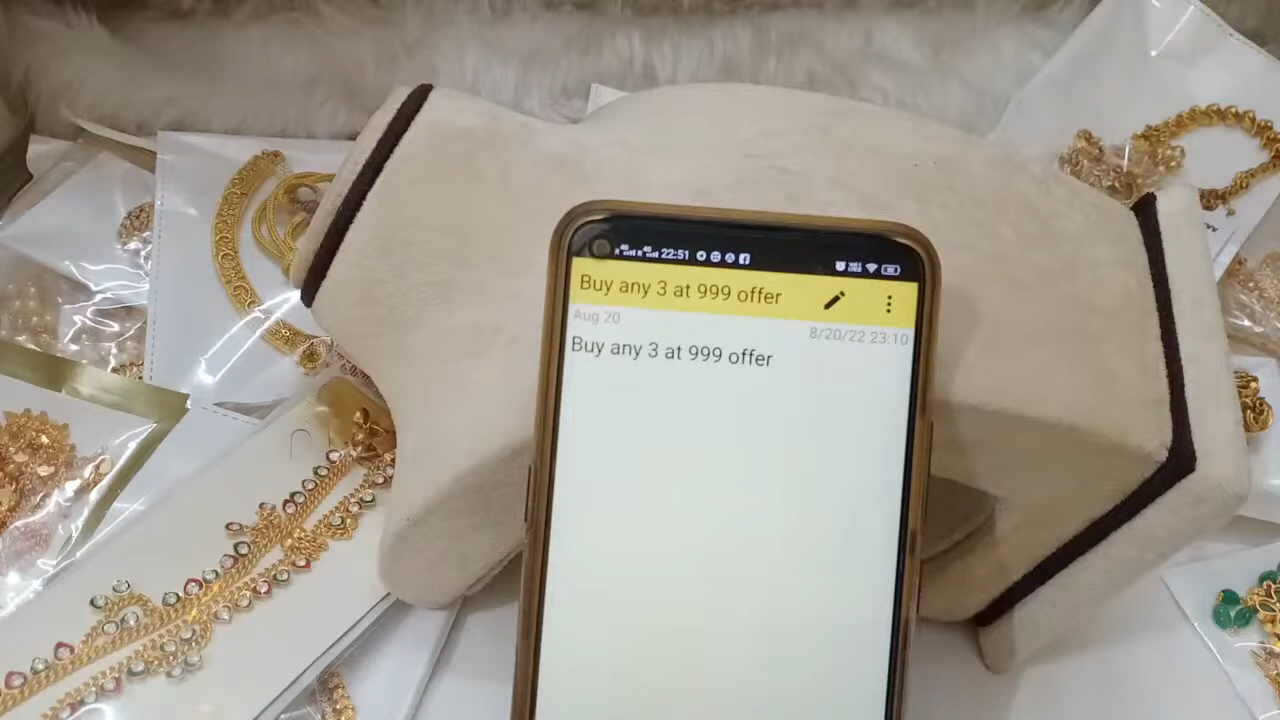 22:51
Buy any 3 at 999 offer
Aug 20
8/20/22 23:10
Buy any 3 at 999 offer